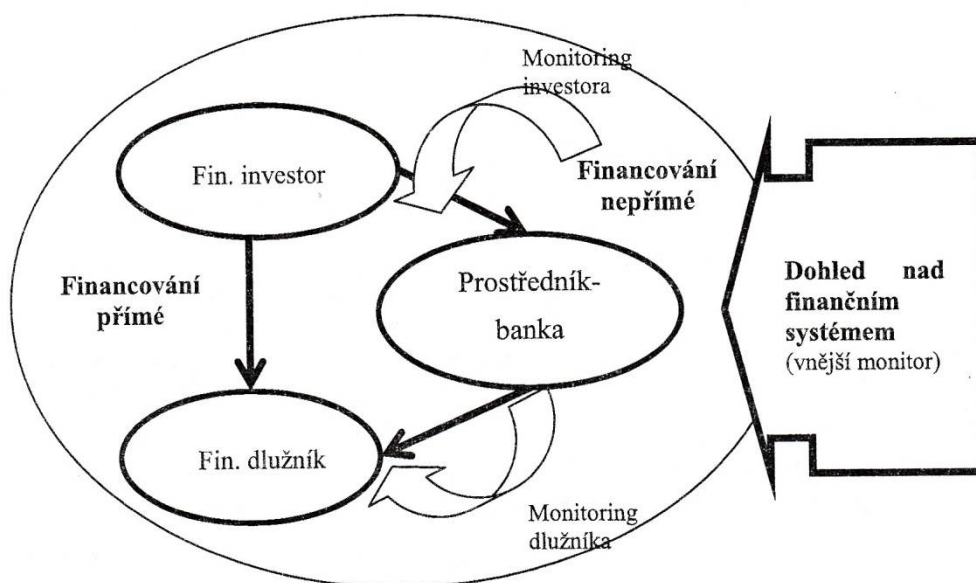 Monitoring
investora
Fin. investor
Financování
nepřímé
Financování
přímé
Prostředník-
banka
Dohled nad
finančním
systémem
(vnější monitor)
Fin. dlužník
Monitoring
dlužníka